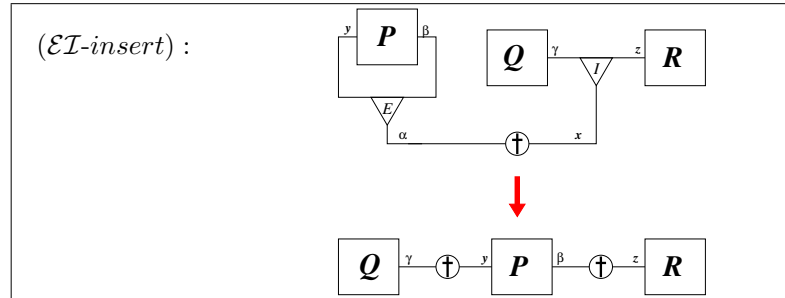 (𝓔𝓘-insert) :
y P β
Q γ z R
I
E
α † x
Q γ † y P β † z R